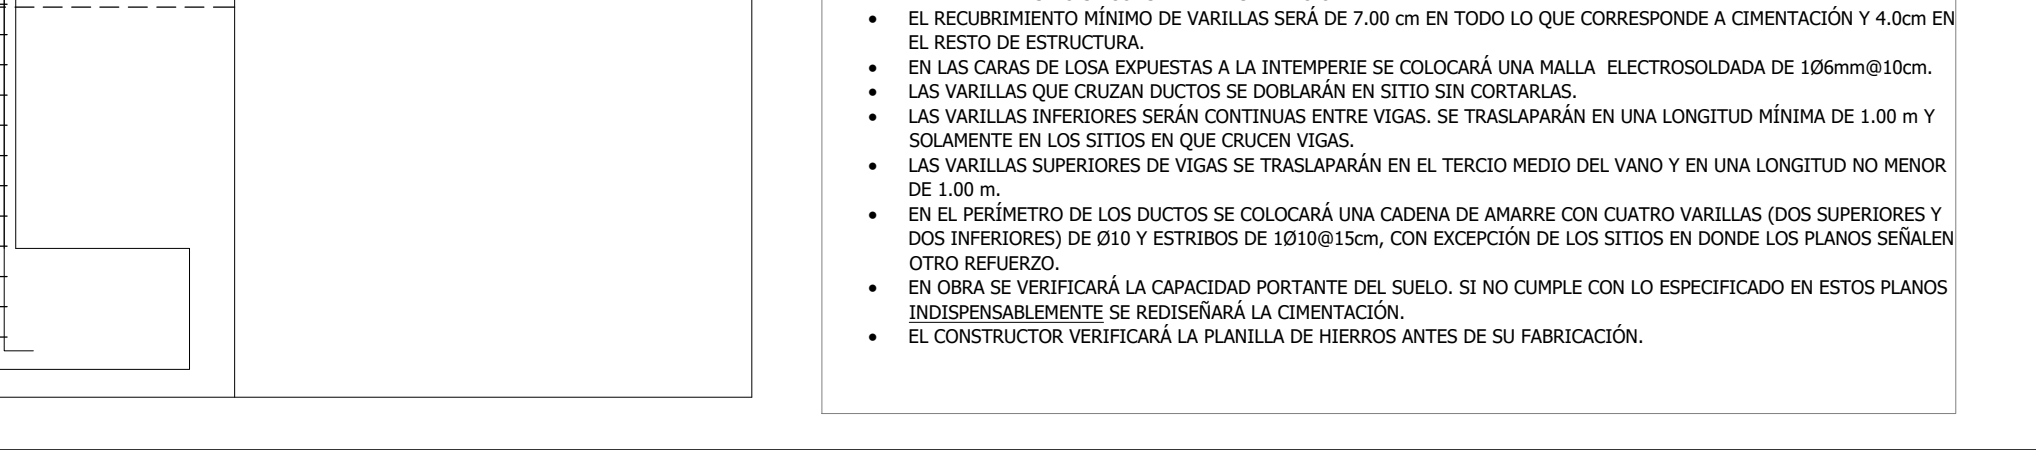 • EL RECUBRIMIENTO MÍNIMO DE VARILLAS SERÁ DE 7.00 cm EN TODO LO QUE CORRESPONDE A CIMENTACIÓN Y 4.0cm EN
EL RESTO DE ESTRUCTURA.
• EN LAS CARAS DE LOSA EXPUESTAS A LA INTEMPERIE SE COLOCARÁ UNA MALLA ELECTROSOLDADA DE 1Ø6mm@10cm.
• LAS VARILLAS QUE CRUZAN DUCTOS SE DOBLARÁN EN SITIO SIN CORTARLAS.
• LAS VARILLAS INFERIORES SERÁN CONTINUAS ENTRE VIGAS. SE TRASLAPARÁN EN UNA LONGITUD MÍNIMA DE 1.00 m Y
SOLAMENTE EN LOS SITIOS EN QUE CRUCEN VIGAS.
• LAS VARILLAS SUPERIORES DE VIGAS SE TRASLAPARÁN EN EL TERCIO MEDIO DEL VANO Y EN UNA LONGITUD NO MENOR
DE 1.00 m.
• EN EL PERÍMETRO DE LOS DUCTOS SE COLOCARÁ UNA CADENA DE AMARRE CON CUATRO VARILLAS (DOS SUPERIORES Y
DOS INFERIORES) DE Ø10 Y ESTRIBOS DE 1Ø10@15cm, CON EXCEPCIÓN DE LOS SITIOS EN DONDE LOS PLANOS SEÑALEN
OTRO REFUERZO.
• EN OBRA SE VERIFICARÁ LA CAPACIDAD PORTANTE DEL SUELO. SI NO CUMPLE CON LO ESPECIFICADO EN ESTOS PLANOS
INDISPENSABLEMENTE SE REDISEÑARÁ LA CIMENTACIÓN.
• EL CONSTRUCTOR VERIFICARÁ LA PLANILLA DE HIERROS ANTES DE SU FABRICACIÓN.